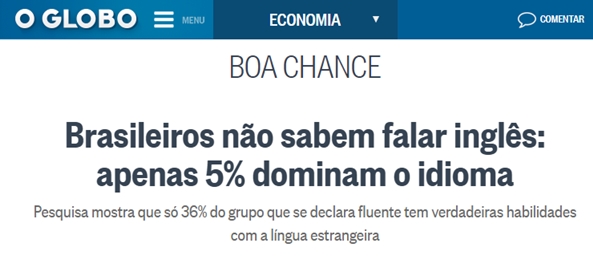 O GLOBO MENU ECONOMIA ▼ COMENTAR
BOA CHANCE
Brasileiros não sabem falar inglês:
apenas 5% dominam o idioma
Pesquisa mostra que só 36% do grupo que se declara fluente tem verdadeiras habilidades
com a língua estrangeira